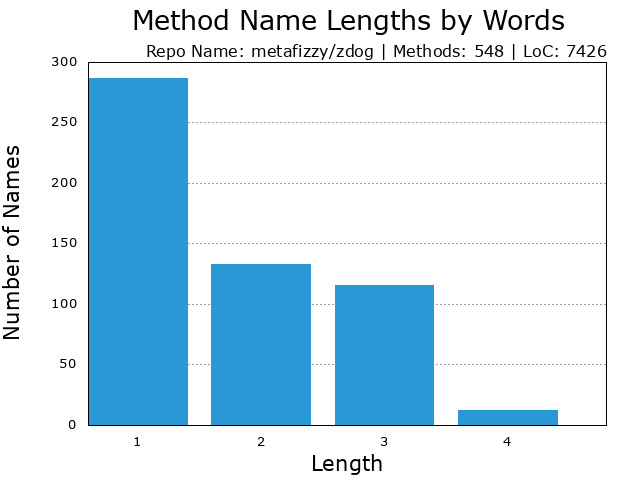 Method Name Lengths by Words
Repo Name: metafizzy/zdog | Methods: 548 | LoC: 7426
Number of Names
300
250
200
150
100
50
0
1 2 3 4
Length